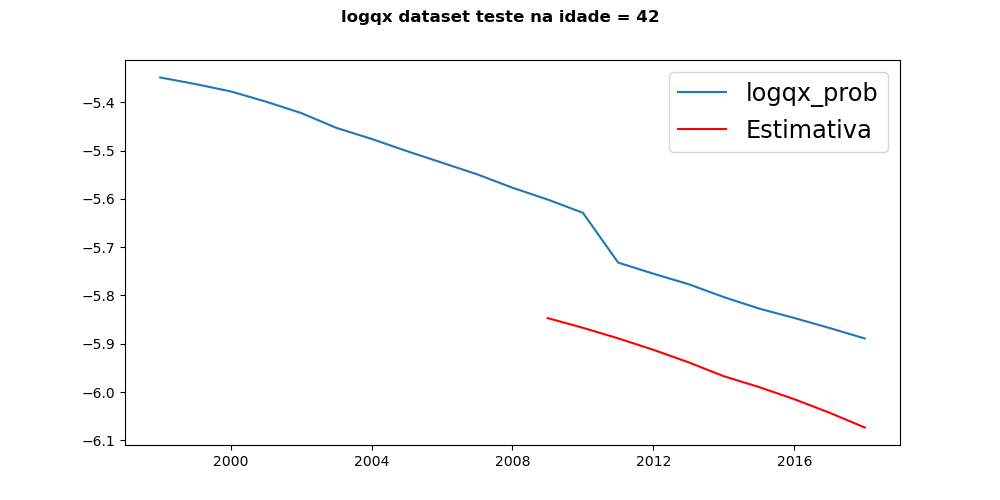 logqx dataset teste na idade = 42
logqx_prob
Estimativa
−5.4
−5.5
−5.6
−5.7
−5.8
−5.9
−6.0
−6.1
2000 2004 2008 2012 2016